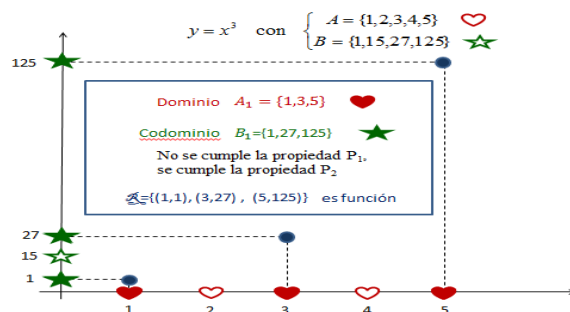 y = x³ con { A = {1,2,3,4,5}
B = {1,15,27,125}
125
Dominio A₁ = {1,3,5}
Codominio B₁={1,27,125}
No se cumple la propiedad P₁,
se cumple la propiedad P₂
ℛ={(1,1), (3,27) , (5,125}  es función
27
15
1
1 2 3 4 5